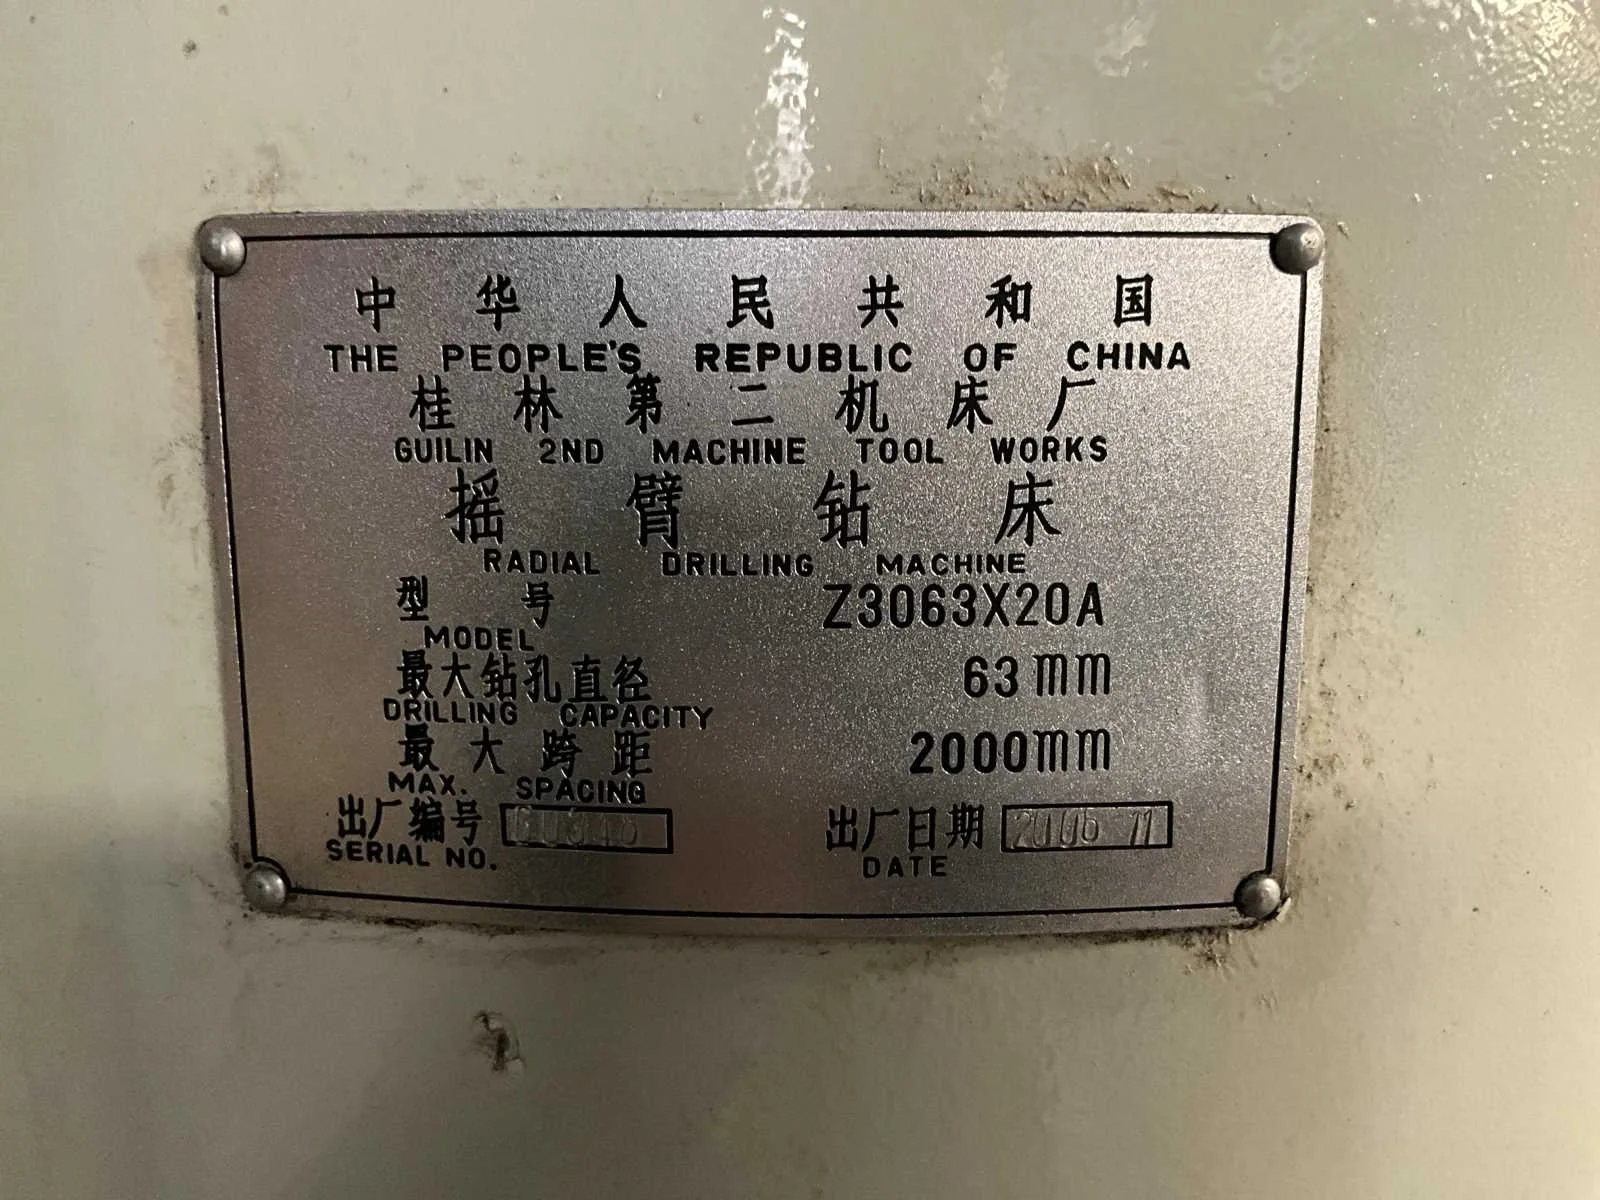 中华人民共和国
THE PEOPLE'S REPUBLIC OF CHINA
桂林第二机床厂
GUILIN 2ND MACHINE TOOL WORKS
摇臂钻床
RADIAL DRILLING MACHINE
型号 Z3063X20A
MODEL
最大钻孔直径 63mm
DRILLING CAPACITY
最大跨距 2000mm
MAX. SPACING
出厂编号 出厂日期
SERIAL NO. DATE